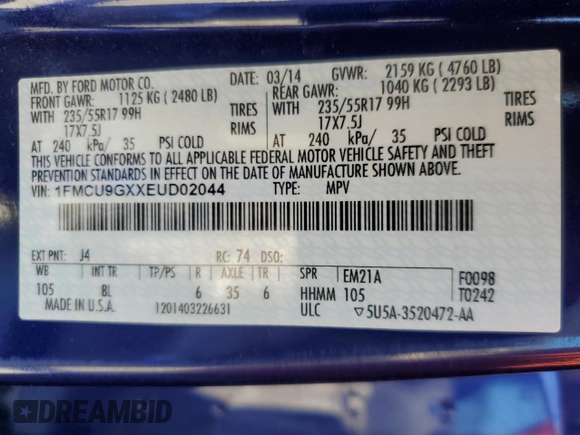 MFD. BY FORD MOTOR CO.
DATE: 03/14 GVWR: 2159 KG (4760 LB)
FRONT GAWR: 1125 KG (2480 LB) REAR GAWR: 1040 KG (2293 LB)
WITH 235/55R17 99H TIRES WITH 235/55R17 99H TIRES
17X7.5J RIMS 17X7.5J RIMS
AT 240 kPa/ 35 PSI COLD AT 240 kPa/ 35 PSI COLD
THIS VEHICLE CONFORMS TO ALL APPLICABLE FEDERAL MOTOR VEHICLE SAFETY AND THEFT
PREVENTION STANDARDS IN EFFECT ON THE DATE OF MANUFACTURE SHOWN ABOVE.
VIN: 1FMCU9GXXEUD02044 TYPE: MPV
EXT PNT: J4 RC: 74 DSO:
WB INT TR TP/PS R AXLE TR SPR EM21A F0098
105 8L 6 35 6 HHMM 105 T0242
MADE IN U.S.A. 1201403226631 ULC ▽5U5A-3520472-AA
DREAMBID